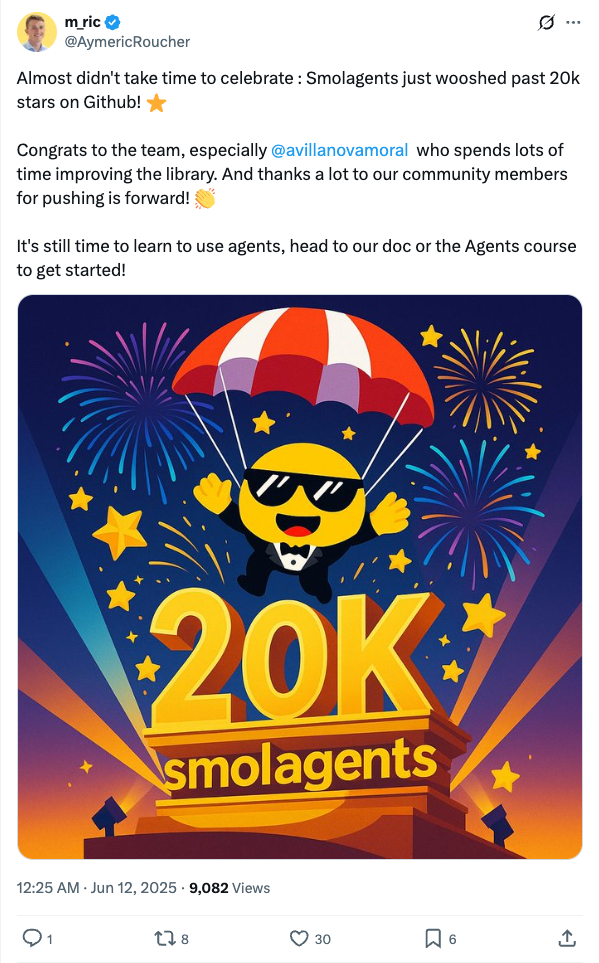 m_ric
@AymericRoucher
Almost didn't take time to celebrate : Smolagents just wooshed past 20k
stars on Github! ⭐
Congrats to the team, especially @avillanovamoral who spends lots of
time improving the library. And thanks a lot to our community members
for pushing is forward! 👏
It's still time to learn to use agents, head to our doc or the Agents course
to get started!
20K
smolagents
12:25 AM · Jun 12, 2025 · 9,082 Views
1 8 30 6